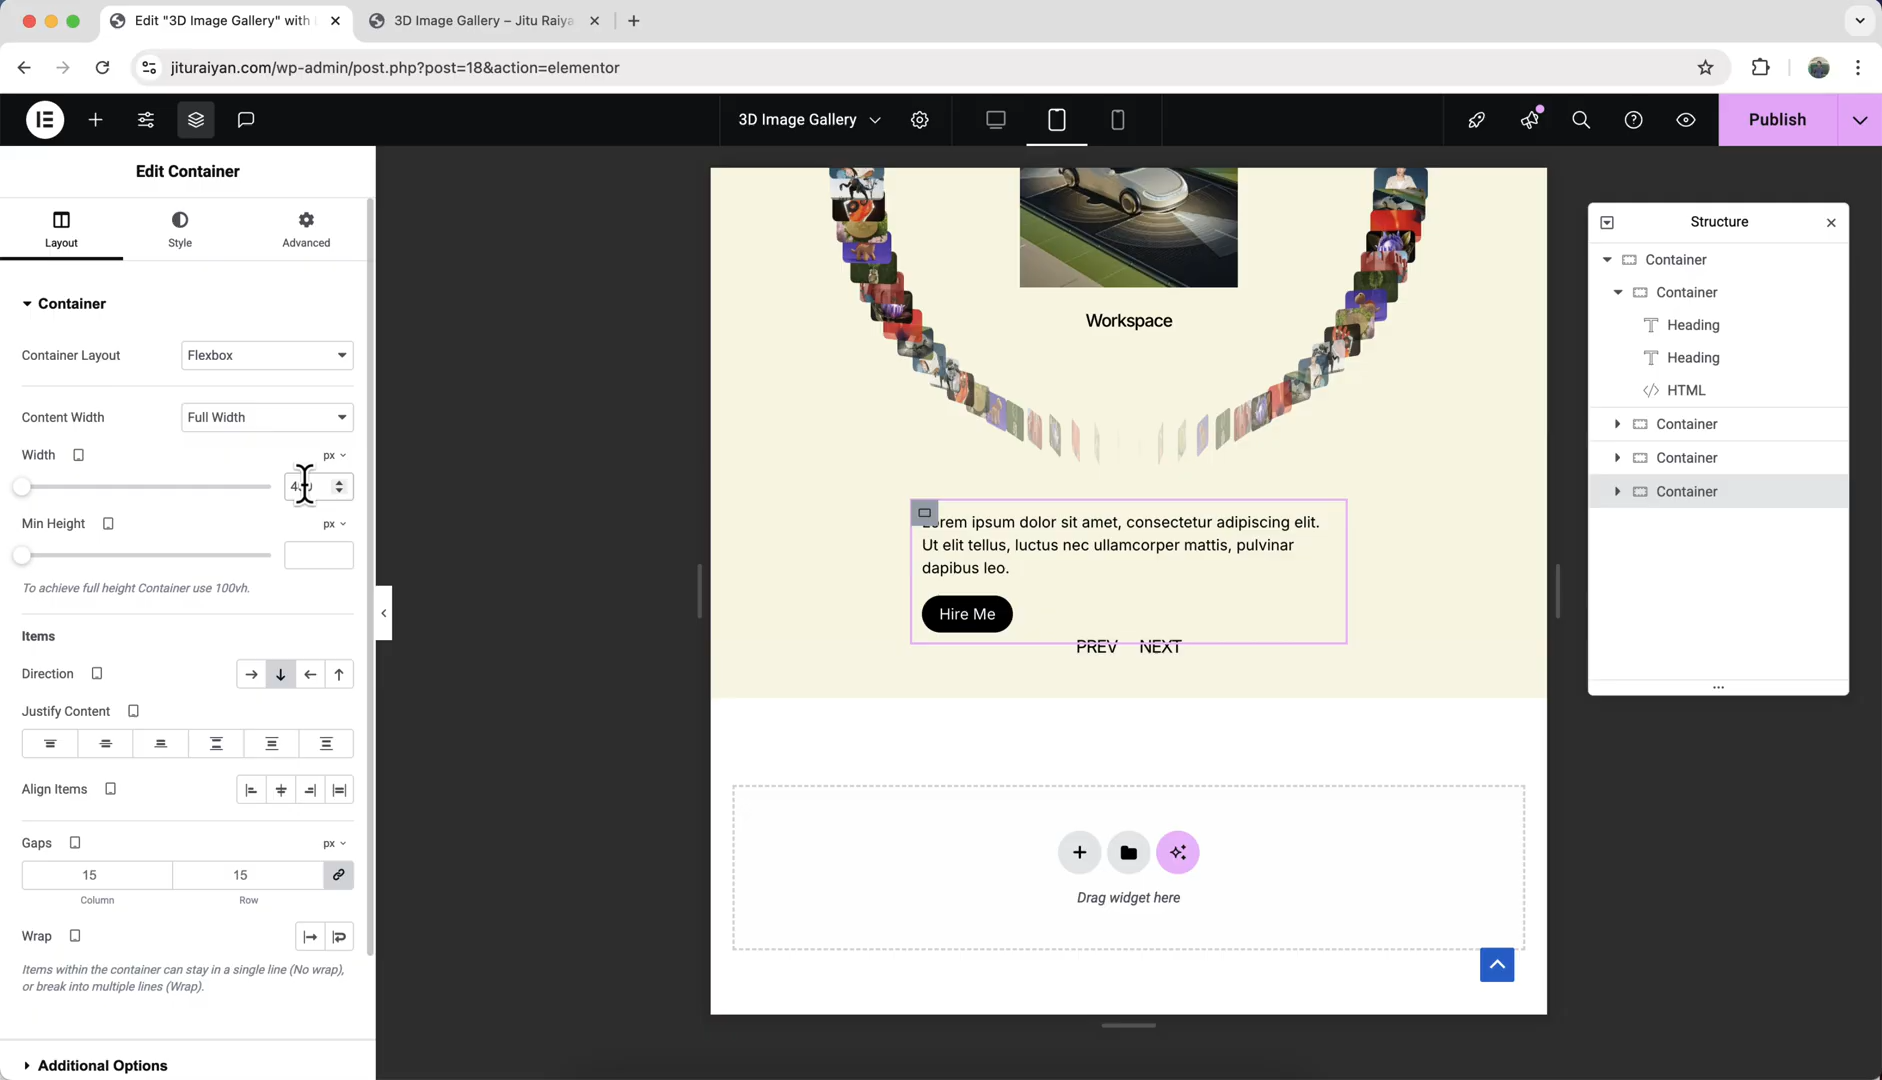 Edit "3D Image Gallery" with
3D Image Gallery – Jitu Raiya
jituraiyan.com/wp-admin/post.php?post=18&action=elementor
3D Image Gallery
Publish
Edit Container
Layout
Style
Advanced
Container
Container Layout
Flexbox
Content Width
Full Width
Width
px
Min Height
px
To achieve full height Container use 100vh.
Items
Direction
Justify Content
Align Items
Gaps
px
15
15
Column
Row
Wrap
Items within the container can stay in a single line (No wrap),
or break into multiple lines (Wrap).
Additional Options
Workspace
Lorem ipsum dolor sit amet, consectetur adipiscing elit.
Ut elit tellus, luctus nec ullamcorper mattis, pulvinar
dapibus leo.
Hire Me
PREV NEXT
Drag widget here
Structure
Container
Container
Heading
Heading
HTML
Container
Container
Container